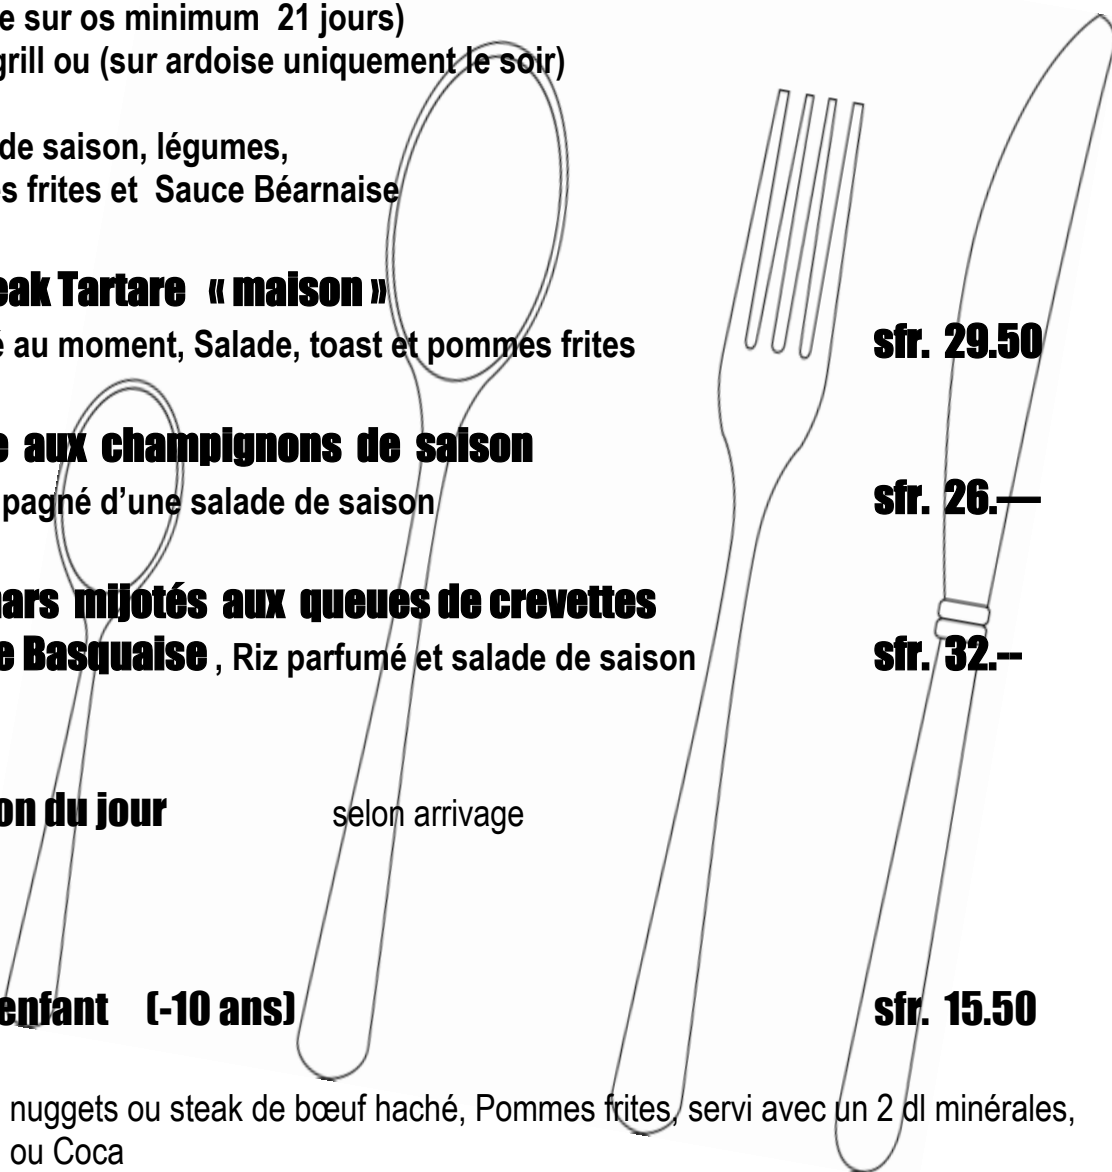 e sur os minimum 21 jours)
grill ou (sur ardoise uniquement le soir)
de saison, légumes,
s frites et Sauce Béarnaise
eak Tartare « maison »
é au moment, Salade, toast et pommes frites sfr. 29.50
e aux champignons de saison
pagné d’une salade de saison sfr. 26.—
ars mijotés aux queues de crevettes
e Basquaise , Riz parfumé et salade de saison sfr. 32.--
on du jour selon arrivage
enfant (-10 ans) sfr. 15.50
nuggets ou steak de bœuf haché, Pommes frites, servi avec un 2 dl minérales,
ou Coca